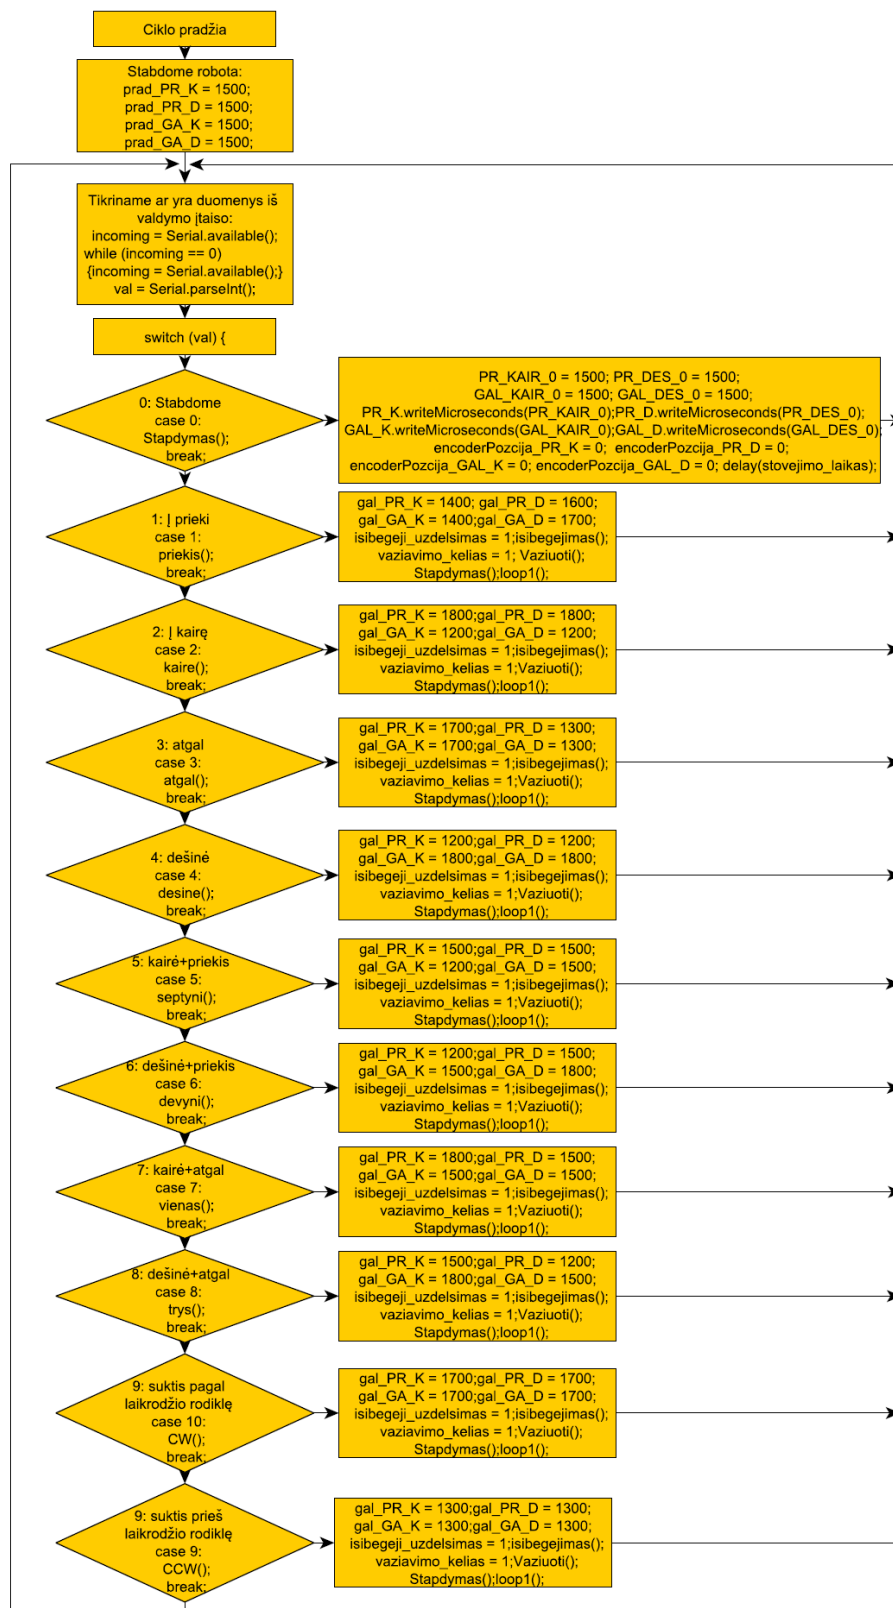 Ciklo pradžia
Stabdome robota:
prad_PR_K = 1500;
prad_PR_D = 1500;
prad_GA_K = 1500;
prad_GA_D = 1500;
Tikriname ar yra duomenys iš
valdymo įtaiso:
incoming = Serial.available();
while (incoming == 0)
{incoming = Serial.available();}
val = Serial.parseInt();
switch (val) {
0: Stabdome
case 0:
Stapdymas();
break;
PR_KAIR_0 = 1500; PR_DES_0 = 1500;
GAL_KAIR_0 = 1500; GAL_DES_0 = 1500;
PR_K.writeMicroseconds(PR_KAIR_0);PR_D.writeMicroseconds(PR_DES_0);
GAL_K.writeMicroseconds(GAL_KAIR_0);GAL_D.writeMicroseconds(GAL_DES_0);
encoderPozcija_PR_K = 0; encoderPozcija_PR_D = 0;
encoderPozcija_GAL_K = 0; encoderPozcija_GAL_D = 0; delay(stovejimo_laikas);
1: Į prieki
case 1:
priekis();
break;
gal_PR_K = 1400; gal_PR_D = 1600;
gal_GA_K = 1400;gal_GA_D = 1700;
isibegeji_uzdelsimas = 1;isibegejimas();
vaziavimo_kelias = 1; Vaziuoti();
Stapdymas();loop1();
2: Į kairę
case 2:
kaire();
break;
gal_PR_K = 1800;gal_PR_D = 1800;
gal_GA_K = 1200;gal_GA_D = 1200;
isibegeji_uzdelsimas = 1;isibegejimas();
vaziavimo_kelias = 1;Vaziuoti();
Stapdymas();loop1();
3: atgal
case 3:
atgal();
break;
gal_PR_K = 1700;gal_PR_D = 1300;
gal_GA_K = 1700;gal_GA_D = 1300;
isibegeji_uzdelsimas = 1;isibegejimas();
vaziavimo_kelias = 1;Vaziuoti();
Stapdymas();loop1();
4: dešinė
case 4:
desine();
break;
gal_PR_K = 1200;gal_PR_D = 1200;
gal_GA_K = 1800;gal_GA_D = 1800;
isibegeji_uzdelsimas = 1;isibegejimas();
vaziavimo_kelias = 1;Vaziuoti();
Stapdymas();loop1();
5: kairė+priekis
case 5:
septyni();
break;
gal_PR_K = 1500;gal_PR_D = 1500;
gal_GA_K = 1200;gal_GA_D = 1500;
isibegeji_uzdelsimas = 1;isibegejimas();
vaziavimo_kelias = 1;Vaziuoti();
Stapdymas();loop1();
6: dešinė+priekis
case 6:
devyni();
break;
gal_PR_K = 1200;gal_PR_D = 1500;
gal_GA_K = 1500;gal_GA_D = 1800;
isibegeji_uzdelsimas = 1;isibegejimas();
vaziavimo_kelias = 1;Vaziuoti();
Stapdymas();loop1();
7: kairė+atgal
case 7:
vienas();
break;
gal_PR_K = 1800;gal_PR_D = 1500;
gal_GA_K = 1500;gal_GA_D = 1500;
isibegeji_uzdelsimas = 1;isibegejimas();
vaziavimo_kelias = 1;Vaziuoti();
Stapdymas();loop1();
8: dešinė+atgal
case 8:
trys();
break;
gal_PR_K = 1500;gal_PR_D = 1200;
gal_GA_K = 1800;gal_GA_D = 1500;
isibegeji_uzdelsimas = 1;isibegejimas();
vaziavimo_kelias = 1;Vaziuoti();
Stapdymas();loop1();
9: suktis pagal
laikrodžio rodiklę
case 10:
CW();
break;
gal_PR_K = 1700;gal_PR_D = 1700;
gal_GA_K = 1700;gal_GA_D = 1700;
isibegeji_uzdelsimas = 1;isibegejimas();
vaziavimo_kelias = 1;Vaziuoti();
Stapdymas();loop1();
9: suktis prieš
laikrodžio rodiklę
case 9:
CCW();
break;
gal_PR_K = 1300;gal_PR_D = 1300;
gal_GA_K = 1300;gal_GA_D = 1300;
isibegeji_uzdelsimas = 1;isibegejimas();
vaziavimo_kelias = 1;Vaziuoti();
Stapdymas();loop1();